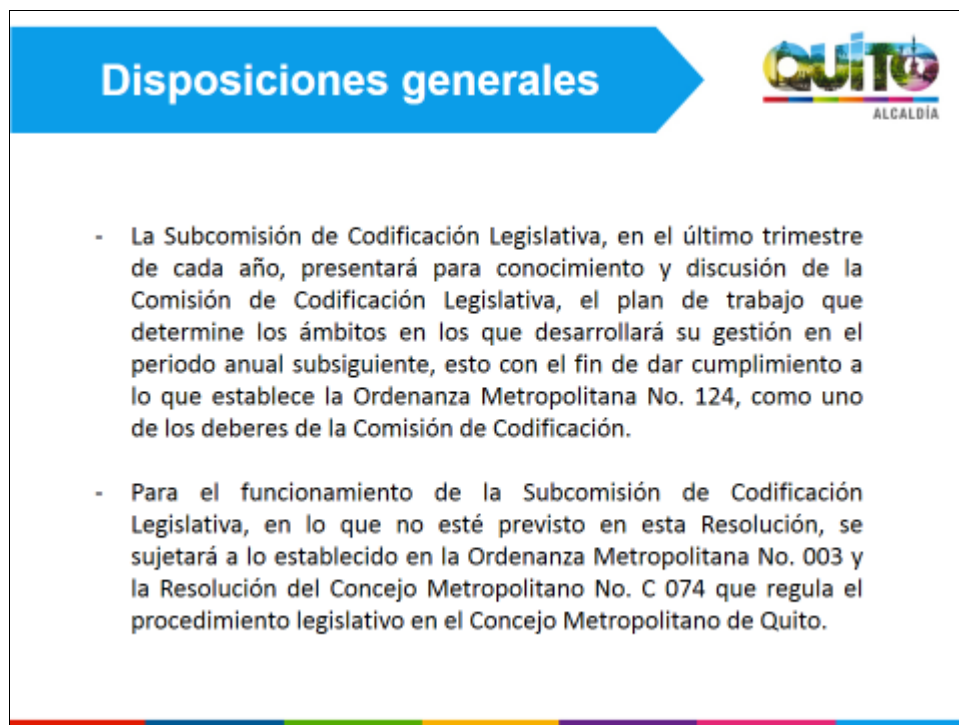 Disposiciones generales
QUITO
ALCALDÍA
- La Subcomisión de Codificación Legislativa, en el último trimestre
de cada año, presentará para conocimiento y discusión de la
Comisión de Codificación Legislativa, el plan de trabajo que
determine los ámbitos en los que desarrollará su gestión en el
periodo anual subsiguiente, esto con el fin de dar cumplimiento a
lo que establece la Ordenanza Metropolitana No. 124, como uno
de los deberes de la Comisión de Codificación.
- Para el funcionamiento de la Subcomisión de Codificación
Legislativa, en lo que no esté previsto en esta Resolución, se
sujetará a lo establecido en la Ordenanza Metropolitana No. 003 y
la Resolución del Concejo Metropolitano No. C 074 que regula el
procedimiento legislativo en el Concejo Metropolitano de Quito.